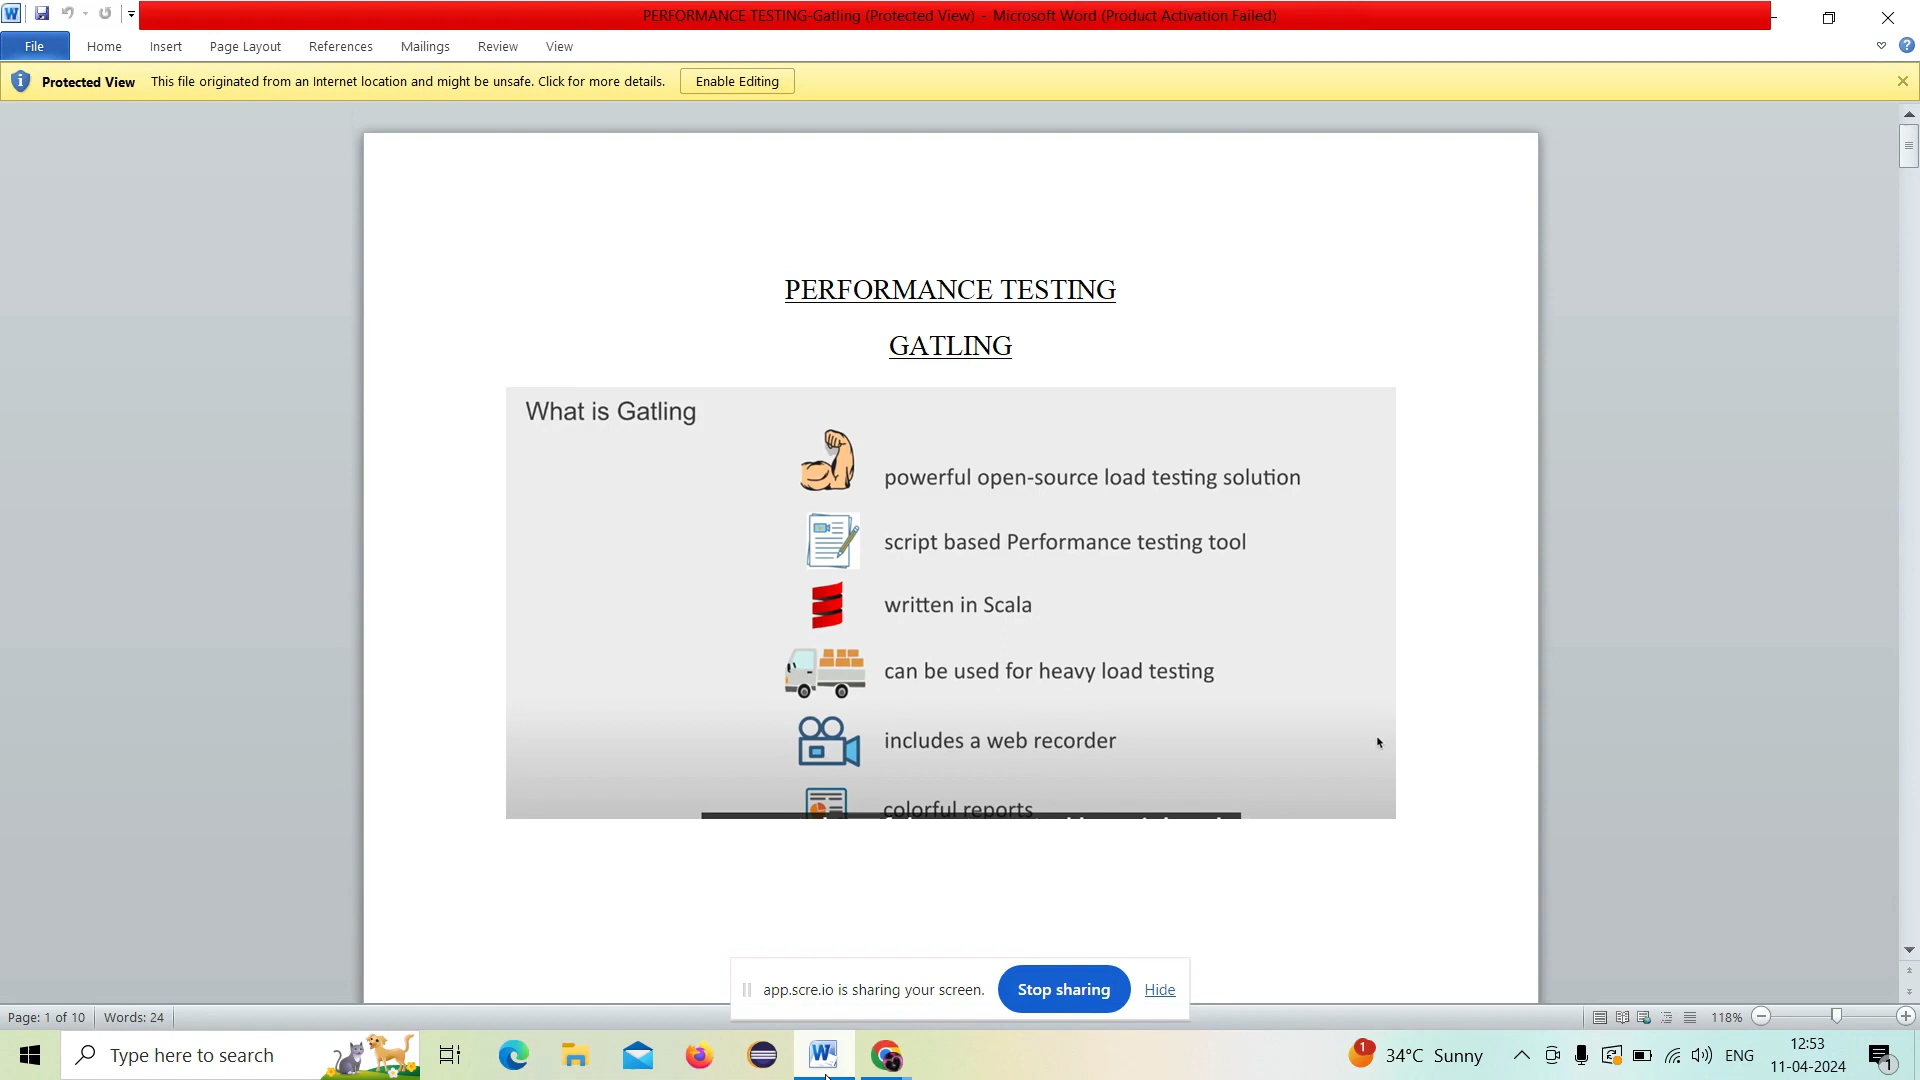 PERFORMANCE TESTING-Gatling (Protected View) - Microsoft Word (Product Activation Failed)
File Home Insert Page Layout References Mailings Review View
Protected View This file originated from an Internet location and might be unsafe. Click for more details. Enable Editing
PERFORMANCE TESTING
GATLING
What is Gatling
powerful open-source load testing solution
script based Performance testing tool
written in Scala
can be used for heavy load testing
includes a web recorder
colorful reports
app.scre.io is sharing your screen. Stop sharing Hide
Page: 1 of 10 Words: 24 118%
Type here to search 1 34°C Sunny ENG 12:53
11-04-2024 1